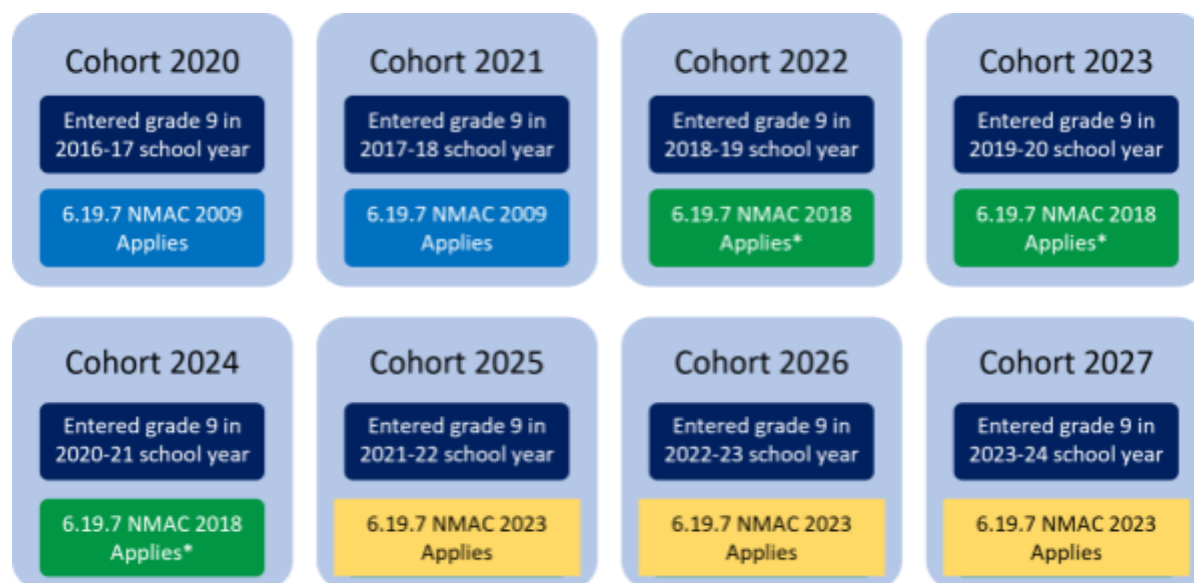 Cohort 2020
Entered grade 9 in
2016-17 school year
6.19.7 NMAC 2009
Applies
Cohort 2021
Entered grade 9 in
2017-18 school year
6.19.7 NMAC 2009
Applies
Cohort 2022
Entered grade 9 in
2018-19 school year
6.19.7 NMAC 2018
Applies*
Cohort 2023
Entered grade 9 in
2019-20 school year
6.19.7 NMAC 2018
Applies*
Cohort 2024
Entered grade 9 in
2020-21 school year
6.19.7 NMAC 2018
Applies*
Cohort 2025
Entered grade 9 in
2021-22 school year
6.19.7 NMAC 2023
Applies
Cohort 2026
Entered grade 9 in
2022-23 school year
6.19.7 NMAC 2023
Applies
Cohort 2027
Entered grade 9 in
2023-24 school year
6.19.7 NMAC 2023
Applies